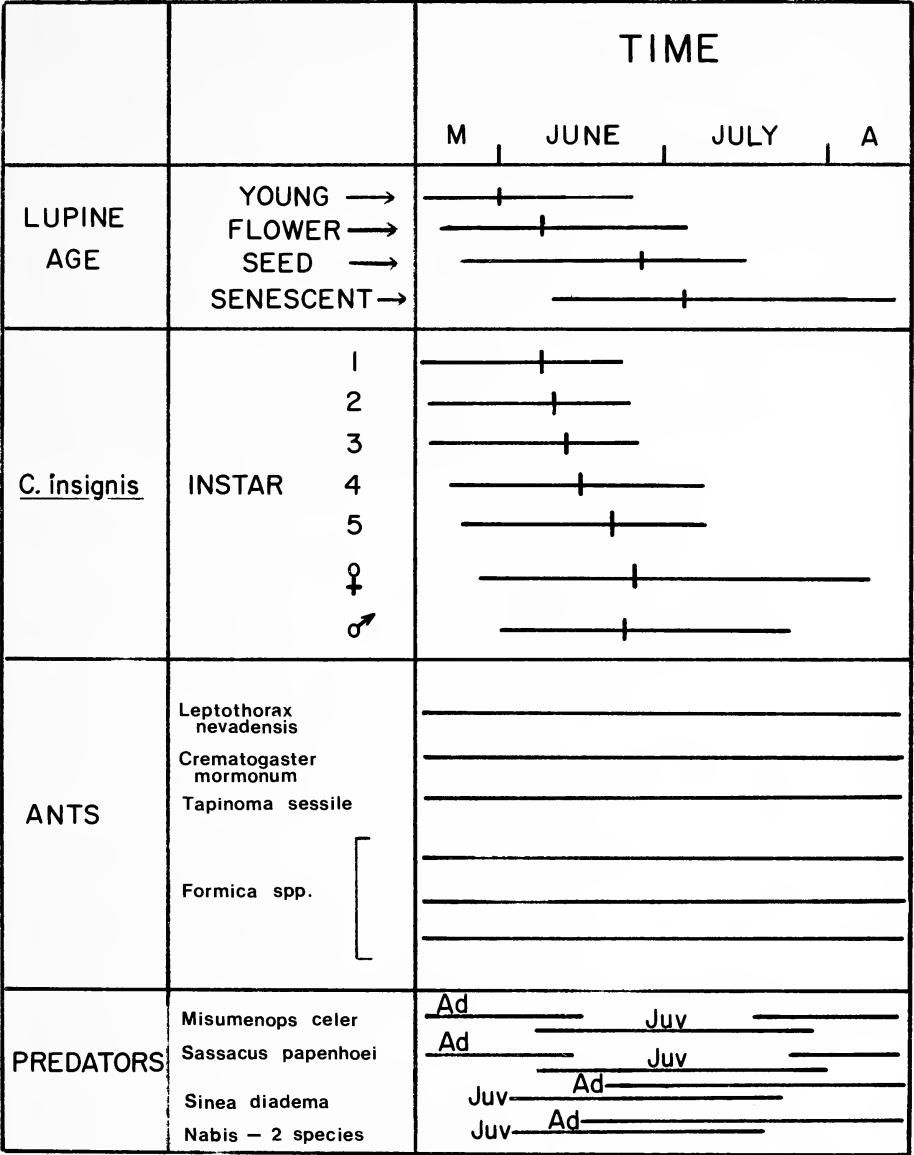 TIME
M JUNE JULY A
LUPINE
AGE
YOUNG →
FLOWER →
SEED →
SENESCENT →
C. insignis
INSTAR
1
2
3
4
5
♀
♂
ANTS
Leptothorax
nevadensis
Crematogaster
mormonum
Tapinoma sessile
Formica spp.
PREDATORS
Misumenops celer
Ad
Juv
Sassacus papenhoei
Ad
Juv
Sinea diadema
Ad
Juv
Nabis — 2 species
Ad
Juv